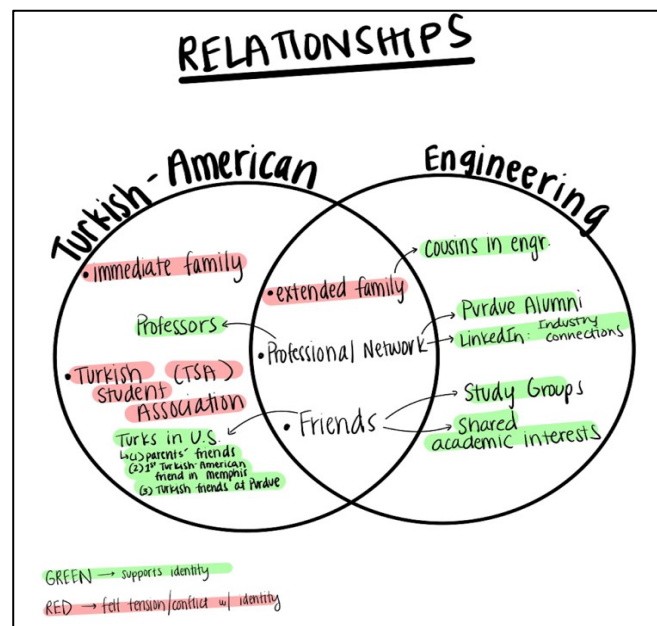 RELATIONSHIPS
Turkish-American
Engineering
• immediate family
cousins in engr.
• extended family
Professors
Purdue Alumni
• Professional Network
LinkedIn: Industry connections
• Turkish (TSA)
Student
Association
Study Groups
• Friends
Shared
academic interests
Turks in U.S.
↳(1) parents' friends
(2) 1st Turkish-American
friend in Memphis
(3) Turkish friends at Purdue
GREEN → supports identity
RED → felt tension/conflict w/ identity